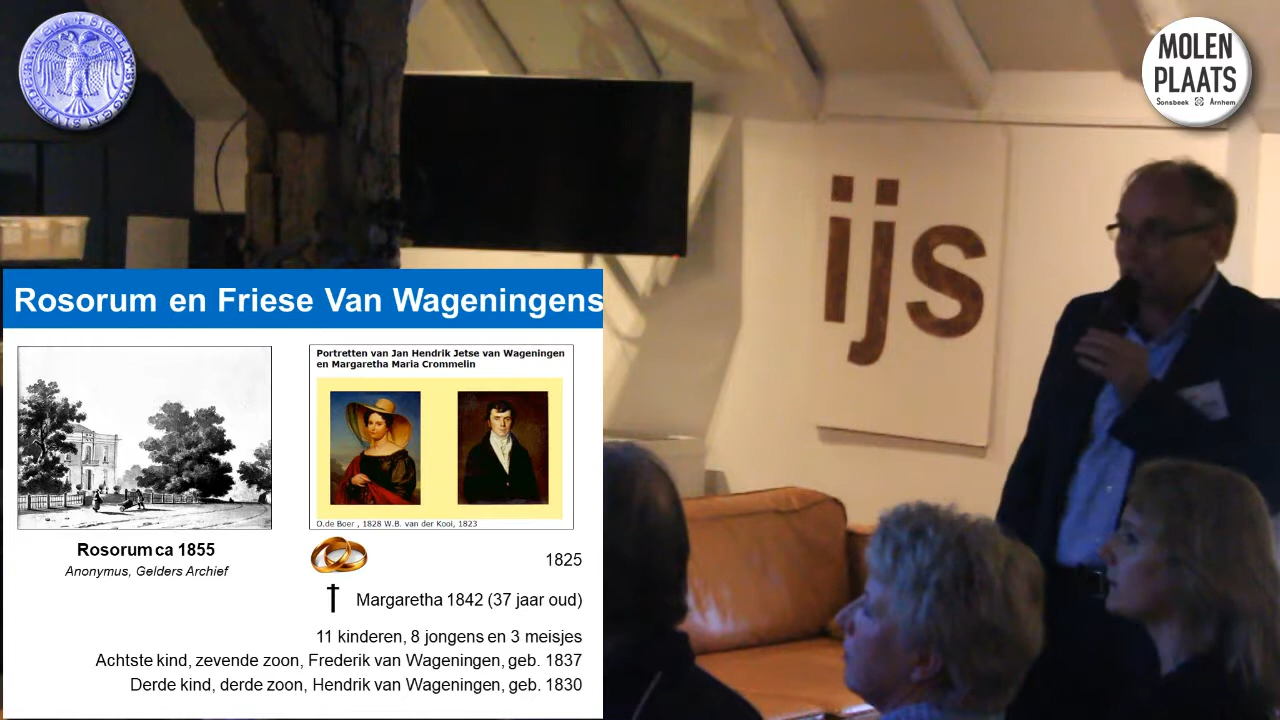 MOLEN
PLAATS
Sonsbeek Arnhem
ijs
Rosorum en Friese Van Wageningens
Portretten van Jan Hendrik Jetse van Wageningen
en Margaretha Maria Crommelin
O.de Boer , 1828 W.B. van der Kooi, 1823
Rosorum ca 1855
Anonymus, Gelders Archief
1825
† Margaretha 1842 (37 jaar oud)
11 kinderen, 8 jongens en 3 meisjes
Achtste kind, zevende zoon, Frederik van Wageningen, geb. 1837
Derde kind, derde zoon, Hendrik van Wageningen, geb. 1830